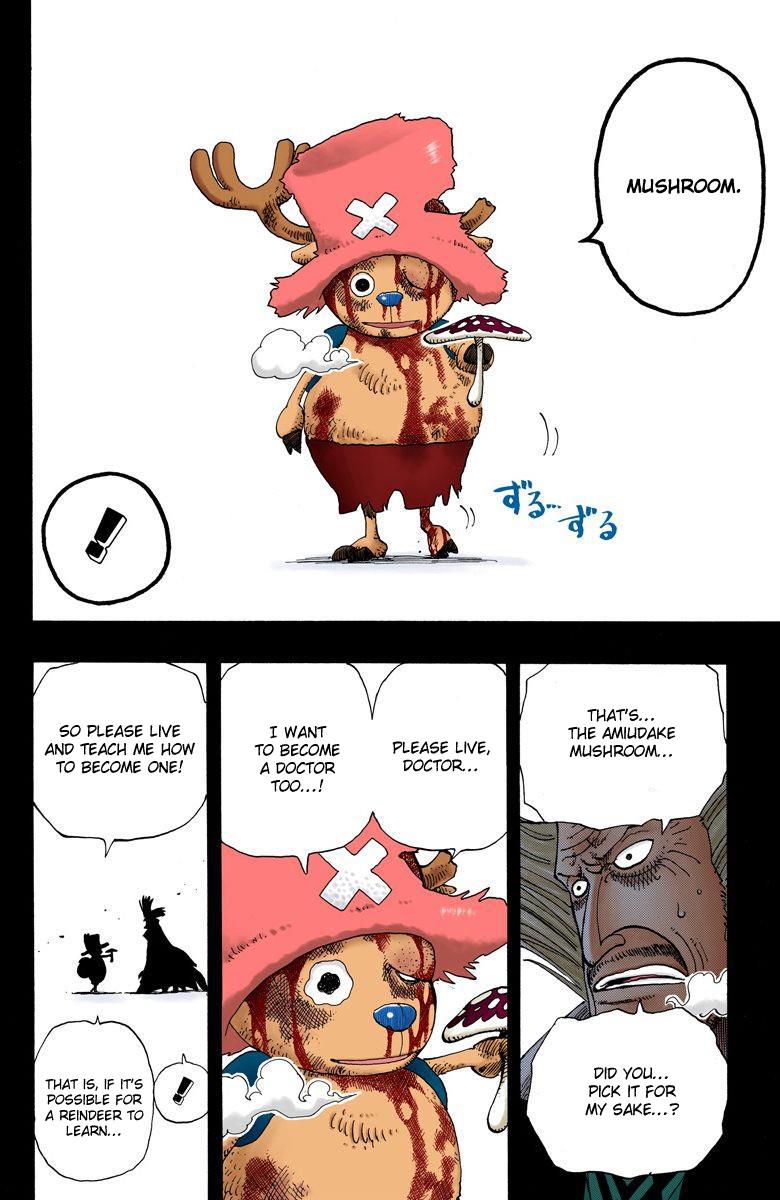 MUSHROOM.
!
ずる…ずる
THAT'S...
THE AMIUDAKE
MUSHROOM...
DID YOU...
PICK IT FOR
MY SAKE...?
PLEASE LIVE,
DOCTOR...
I WANT
TO BECOME
A DOCTOR
TOO...!
SO PLEASE LIVE
AND TEACH ME HOW
TO BECOME ONE!
!
THAT IS, IF IT'S
POSSIBLE FOR
A REINDEER TO
LEARN...